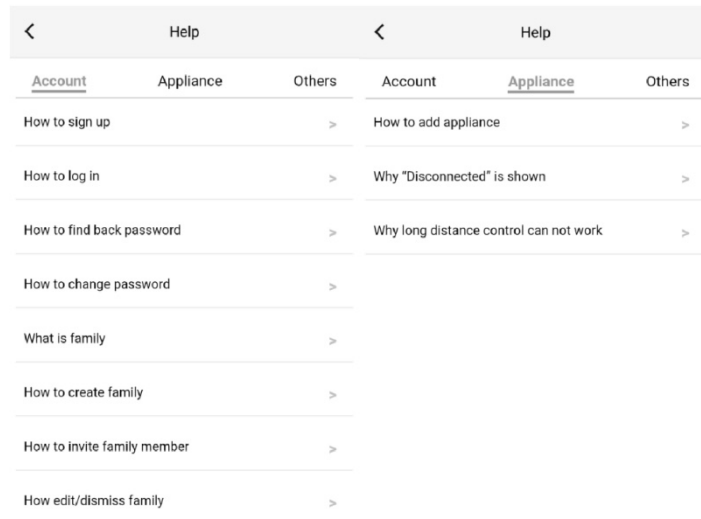 Help
Account Appliance Others
How to sign up >
How to log in >
How to find back password >
How to change password >
What is family >
How to create family >
How to invite family member >
How edit/dismiss family >
Help
Account Appliance Others
How to add appliance >
Why "Disconnected" is shown >
Why long distance control can not work >